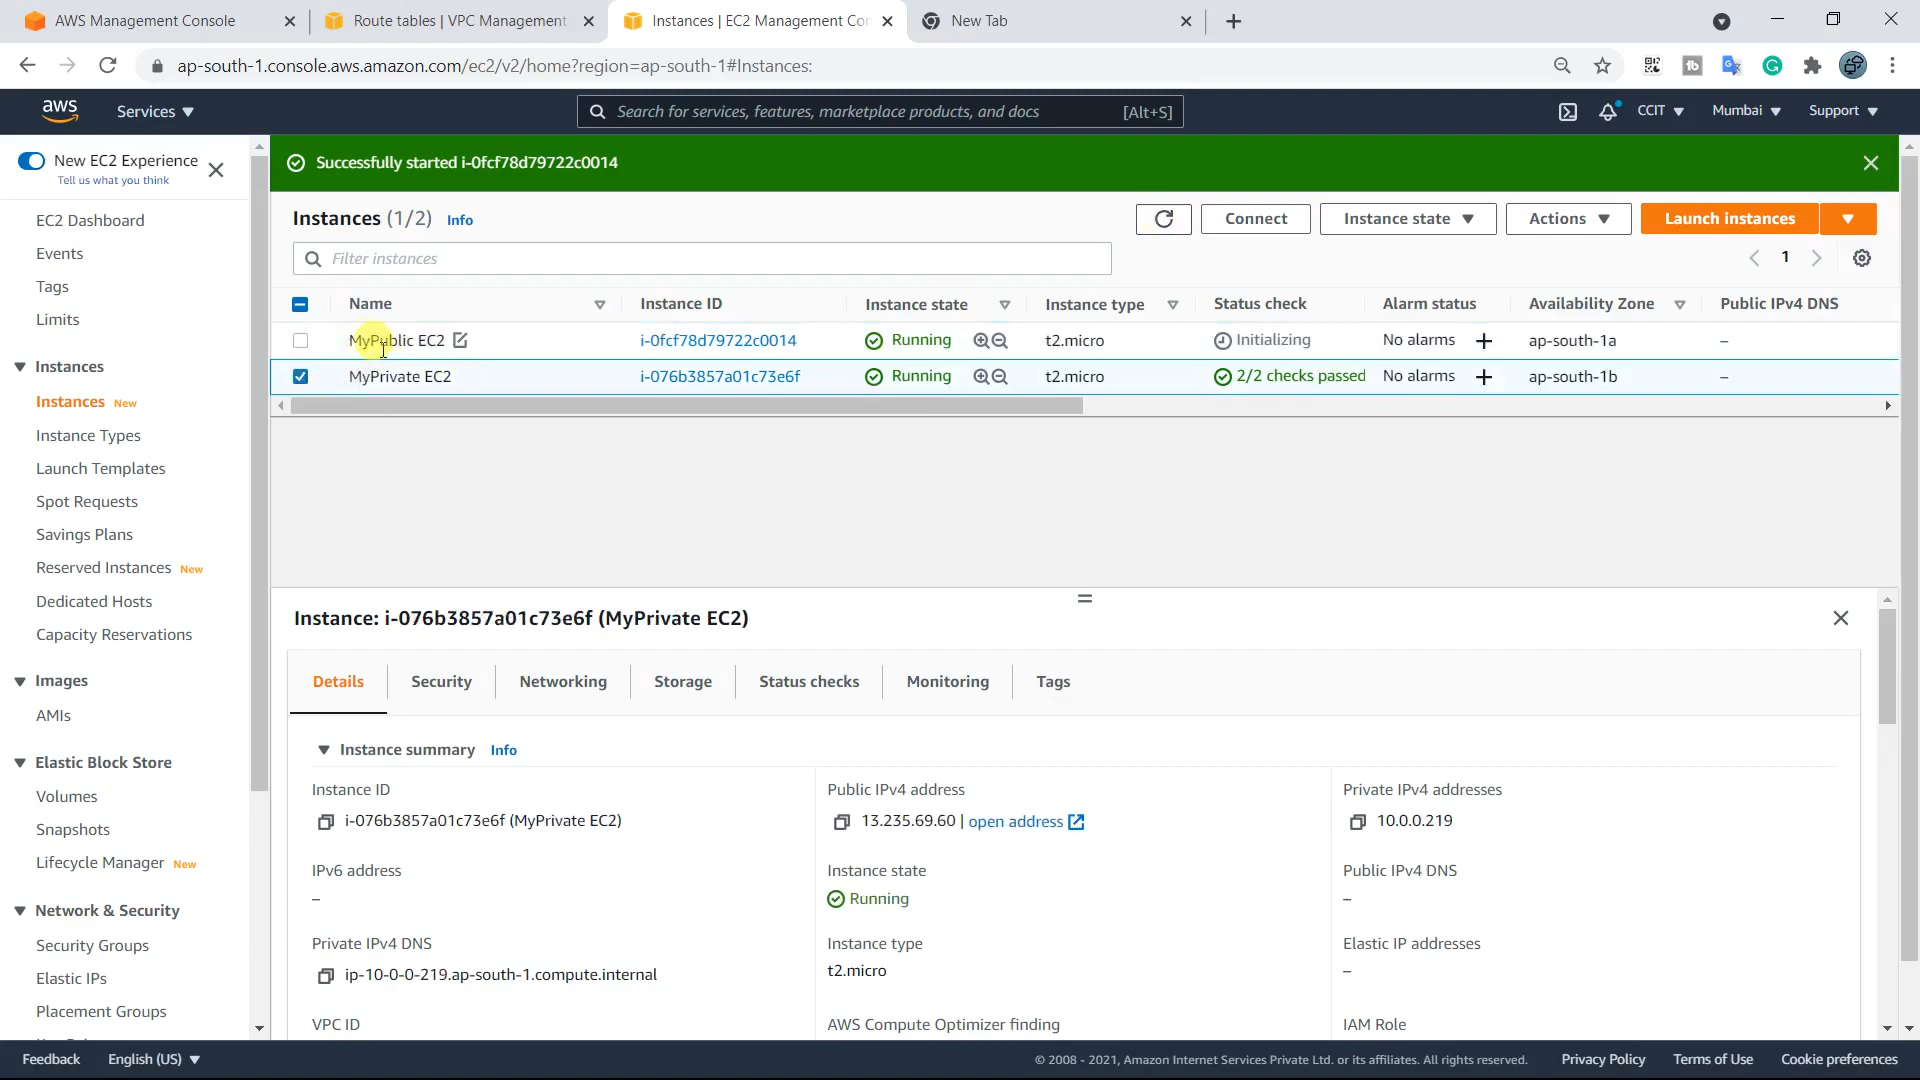 AWS Management Console
Route tables | VPC Management
Instances | EC2 Management Con
New Tab
ap-south-1.console.aws.amazon.com/ec2/v2/home?region=ap-south-1#Instances:
aws
Services
Search for services, features, marketplace products, and docs
[Alt+S]
CCIT
Mumbai
Support
New EC2 Experience
Tell us what you think
EC2 Dashboard
Events
Tags
Limits
Instances
Instances New
Instance Types
Launch Templates
Spot Requests
Savings Plans
Reserved Instances New
Dedicated Hosts
Capacity Reservations
Images
AMIs
Elastic Block Store
Volumes
Snapshots
Lifecycle Manager New
Network & Security
Security Groups
Elastic IPs
Placement Groups
Successfully started i-0fcf78d79722c0014
Instances (1/2) Info
Connect
Instance state
Actions
Launch instances
Filter instances
1
Name Instance ID Instance state Instance type Status check Alarm status Availability Zone Public IPv4 DNS
MyPublic EC2 i-0fcf78d79722c0014 Running t2.micro Initializing No alarms + ap-south-1a –
MyPrivate EC2 i-076b3857a01c73e6f Running t2.micro 2/2 checks passed No alarms + ap-south-1b –
Instance: i-076b3857a01c73e6f (MyPrivate EC2)
Details Security Networking Storage Status checks Monitoring Tags
Instance summary Info
Instance ID
i-076b3857a01c73e6f (MyPrivate EC2)
Public IPv4 address
13.235.69.60 | open address
Private IPv4 addresses
10.0.0.219
IPv6 address
–
Instance state
Running
Public IPv4 DNS
–
Private IPv4 DNS
ip-10-0-0-219.ap-south-1.compute.internal
Instance type
t2.micro
Elastic IP addresses
–
VPC ID
AWS Compute Optimizer finding
IAM Role
Feedback
English (US)
© 2008 - 2021, Amazon Internet Services Private Ltd. or its affiliates. All rights reserved.
Privacy Policy
Terms of Use
Cookie preferences